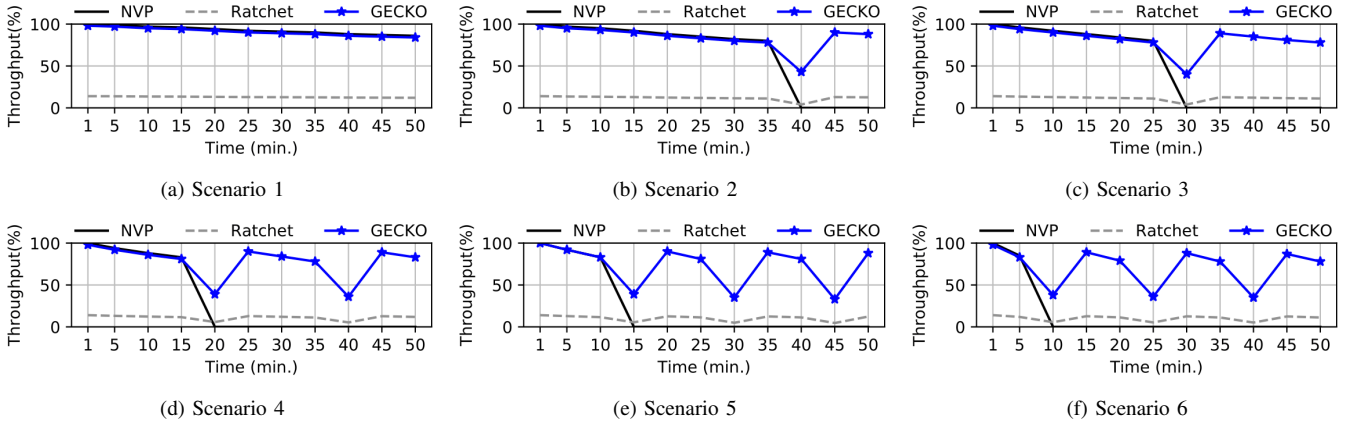 NVP Ratchet GECKO
Throughput(%)
100
50
0
1 5 10 15 20 25 30 35 40 45 50
Time (min.)
(a) Scenario 1
NVP Ratchet GECKO
Throughput(%)
100
50
0
1 5 10 15 20 25 30 35 40 45 50
Time (min.)
(b) Scenario 2
NVP Ratchet GECKO
Throughput(%)
100
50
0
1 5 10 15 20 25 30 35 40 45 50
Time (min.)
(c) Scenario 3
NVP Ratchet GECKO
Throughput(%)
100
50
0
1 5 10 15 20 25 30 35 40 45 50
Time (min.)
(d) Scenario 4
NVP Ratchet GECKO
Throughput(%)
100
50
0
1 5 10 15 20 25 30 35 40 45 50
Time (min.)
(e) Scenario 5
NVP Ratchet GECKO
Throughput(%)
100
50
0
1 5 10 15 20 25 30 35 40 45 50
Time (min.)
(f) Scenario 6